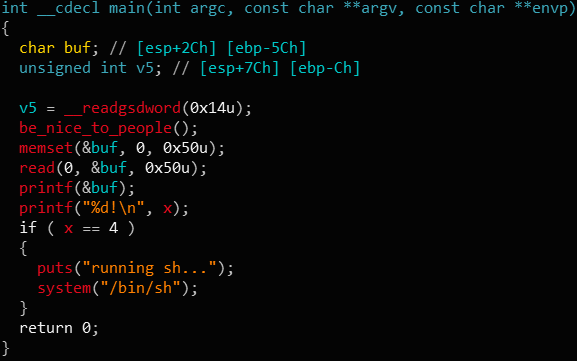 int __cdecl main(int argc, const char **argv, const char **envp)
{
  char buf; // [esp+2Ch] [ebp-5Ch]
  unsigned int v5; // [esp+7Ch] [ebp-Ch]

  v5 = __readgsdword(0x14u);
  be_nice_to_people();
  memset(&buf, 0, 0x50u);
  read(0, &buf, 0x50u);
  printf(&buf);
  printf("%d!\n", x);
  if ( x == 4 )
  {
    puts("running sh...");
    system("/bin/sh");
  }
  return 0;
}